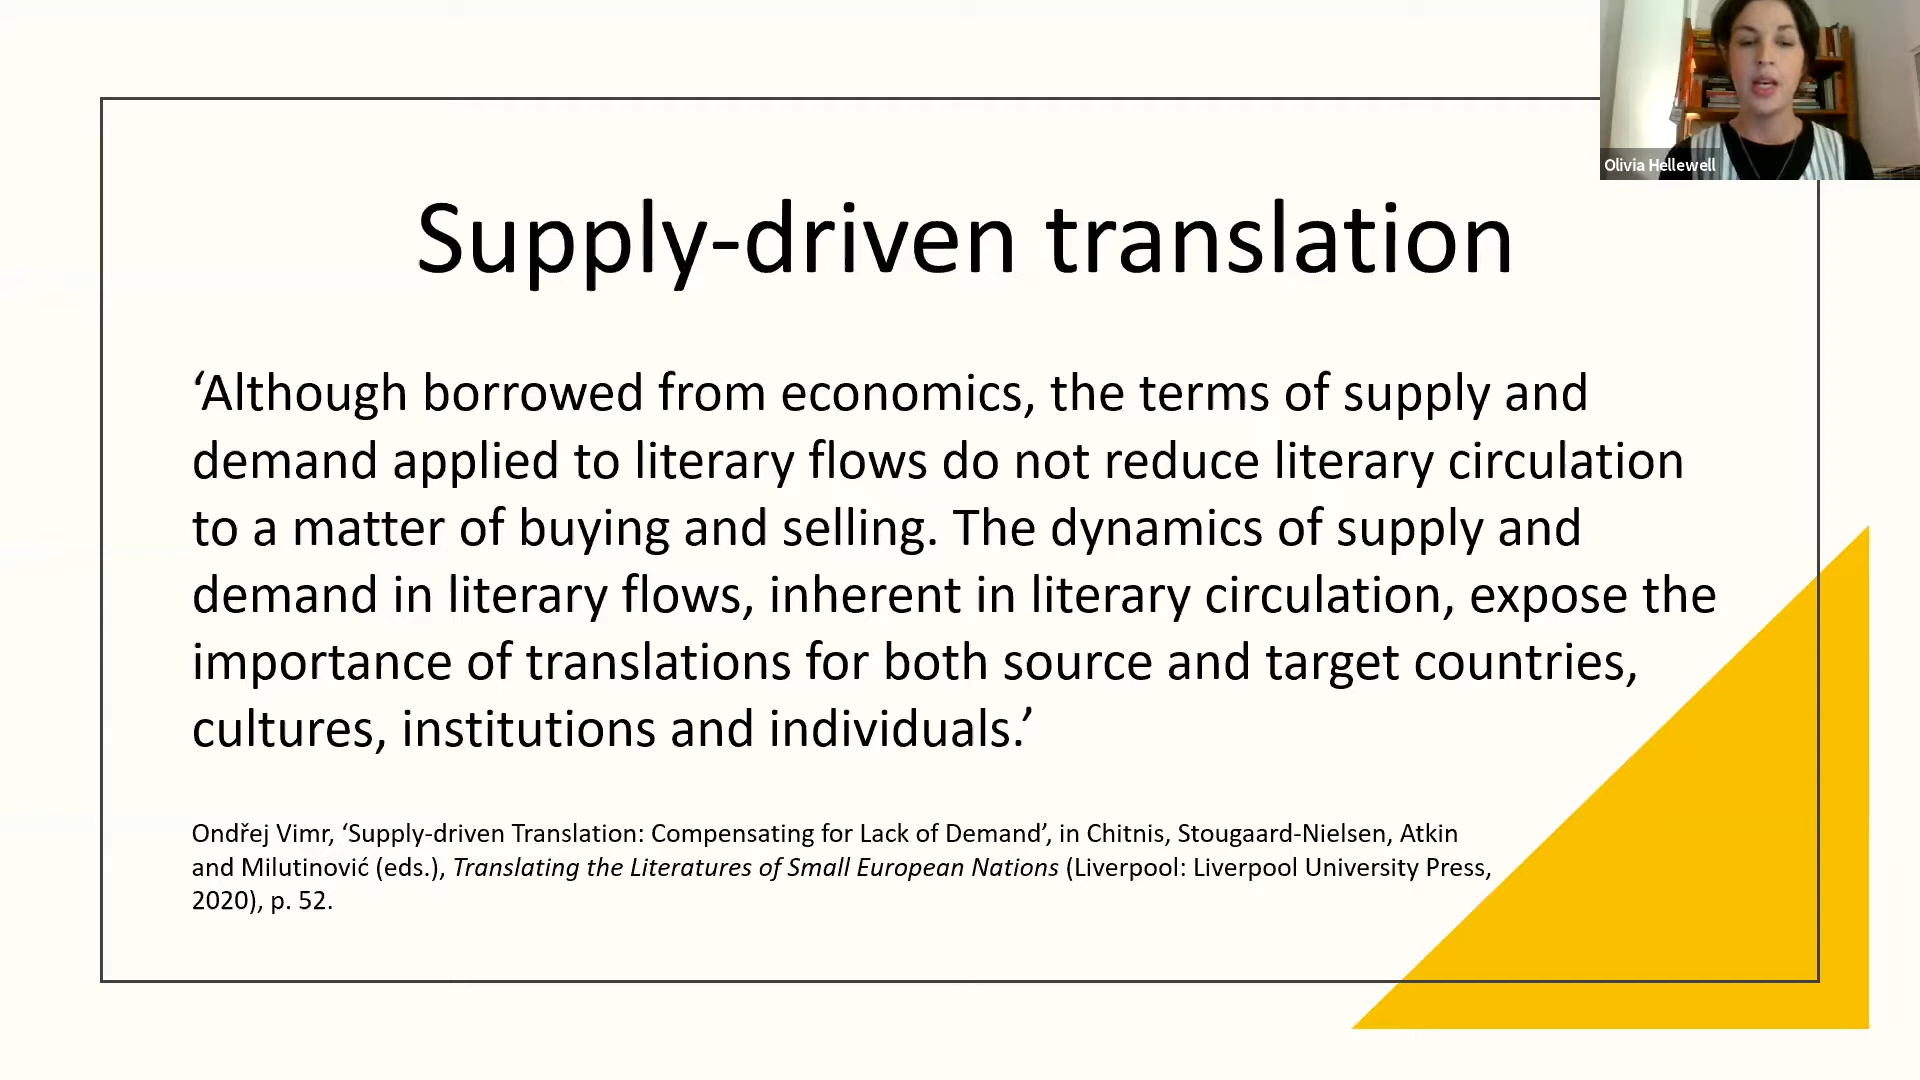 Olivia Hellewell
Supply-driven translation
‘Although borrowed from economics, the terms of supply and
demand applied to literary flows do not reduce literary circulation
to a matter of buying and selling. The dynamics of supply and
demand in literary flows, inherent in literary circulation, expose the
importance of translations for both source and target countries,
cultures, institutions and individuals.’
Ondřej Vimr, ‘Supply-driven Translation: Compensating for Lack of Demand’, in Chitnis, Stougaard-Nielsen, Atkin
and Milutinović (eds.), Translating the Literatures of Small European Nations (Liverpool: Liverpool University Press,
2020), p. 52.